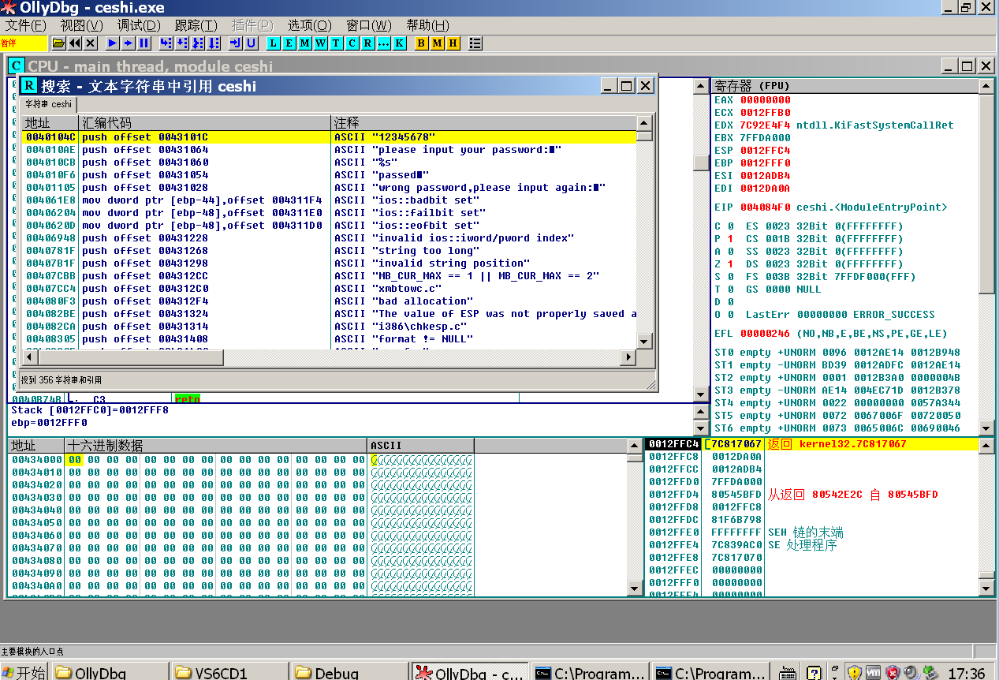 OllyDbg - ceshi.exe
文件(F) 视图(V) 调试(D) 跟踪(T) 插件(P) 选项(O) 窗口(W) 帮助(H)
暂停
L E M W T C R ... K B M H
C CPU - main thread, module ceshi
R 搜索 - 文本字符串中引用 ceshi
字符串 ceshi
地址 汇编代码 注释
0040104C push offset 0043101C ASCII "12345678"
004010AE push offset 00431064 ASCII "please input your password:■"
004010CB push offset 00431060 ASCII "%s"
004010F6 push offset 00431054 ASCII "passed■"
00401105 push offset 00431028 ASCII "wrong password,please input again:■"
004061E8 mov dword ptr [ebp-44],offset 004311F4 ASCII "ios::badbit set"
00406204 mov dword ptr [ebp-48],offset 004311E0 ASCII "ios::failbit set"
0040620D mov dword ptr [ebp-48],offset 004311D0 ASCII "ios::eofbit set"
00406948 push offset 00431228 ASCII "invalid ios::iword/pword index"
0040781F push offset 00431268 ASCII "string too long"
00407B1F push offset 00431298 ASCII "invalid string position"
00407CBB push offset 004312CC ASCII "MB_CUR_MAX == 1 || MB_CUR_MAX == 2"
00407CC4 push offset 004312C0 ASCII "xmbtowc.c"
004080F3 push offset 004312F4 ASCII "bad allocation"
004082BE push offset 00431324 ASCII "The value of ESP was not properly saved a
004082CA push offset 00431314 ASCII "i386\chkesp.c"
00408305 push offset 00431408 ASCII "format != NULL"
找到 356 字符串和引用
0040B74B C3 retn
Stack [0012FFC0]=0012FFF8
ebp=0012FFF0
寄存器 (FPU)
EAX 00000000
ECX 0012FFB0
EDX 7C92E4F4 ntdll.KiFastSystemCallRet
EBX 7FFDA000
ESP 0012FFC4
EBP 0012FFF0
ESI 0012ADB4
EDI 0012DA0A
EIP 004084F0 ceshi.<ModuleEntryPoint>
C 0 ES 0023 32Bit 0(FFFFFFFF)
P 1 CS 001B 32Bit 0(FFFFFFFF)
A 0 SS 0023 32Bit 0(FFFFFFFF)
Z 1 DS 0023 32Bit 0(FFFFFFFF)
S 0 FS 003B 32Bit 7FFDF000(FFF)
T 0 GS 0000 NULL
D 0
O 0 LastErr 00000000 ERROR_SUCCESS
EFL 00000246 (NO,NB,E,BE,NS,PE,GE,LE)
ST0 empty +UNORM 0096 0012AE14 0012B948
ST1 empty -UNORM BD39 0012ADFC 0012AE14
ST2 empty +UNORM 0001 0012B3A0 0000004B
ST3 empty -UNORM AE14 004EC71D 0012B378
ST4 empty +UNORM 0022 00000000 0057A344
ST5 empty +UNORM 0072 0067006F 00720050
ST6 empty +UNORM 0073 0065006C 00690046
地址 十六进制数据 ASCII
00434000 00 00 00 00 00 00 00 00 00 00 00 00 00 00 00 00 @@@@@@@@@@@@@@@@
00434010 00 00 00 00 00 00 00 00 00 00 00 00 00 00 00 00 @@@@@@@@@@@@@@@@
00434020 00 00 00 00 00 00 00 00 00 00 00 00 00 00 00 00 @@@@@@@@@@@@@@@@
00434030 00 00 00 00 00 00 00 00 00 00 00 00 00 00 00 00 @@@@@@@@@@@@@@@@
00434040 00 00 00 00 00 00 00 00 00 00 00 00 00 00 00 00 @@@@@@@@@@@@@@@@
00434050 00 00 00 00 00 00 00 00 00 00 00 00 00 00 00 00 @@@@@@@@@@@@@@@@
00434060 00 00 00 00 00 00 00 00 00 00 00 00 00 00 00 00 @@@@@@@@@@@@@@@@
00434070 00 00 00 00 00 00 00 00 00 00 00 00 00 00 00 00 @@@@@@@@@@@@@@@@
00434080 00 00 00 00 00 00 00 00 00 00 00 00 00 00 00 00 @@@@@@@@@@@@@@@@
00434090 00 00 00 00 00 00 00 00 00 00 00 00 00 00 00 00 @@@@@@@@@@@@@@@@
004340A0 00 00 00 00 00 00 00 00 00 00 00 00 00 00 00 00 @@@@@@@@@@@@@@@@
0012FFC4 [7C817067 返回 kernel32.7C817067
0012FFC8 0012DA0A
0012FFCC 0012ADB4
0012FFD0 7FFDA000
0012FFD4 80545BFD 从返回 80542E2C 自 80545BFD
0012FFD8 0012FFC8
0012FFDC 81F6B798
0012FFE0 FFFFFFFF SEH 链的末端
0012FFE4 7C839AC0 SE 处理程序
0012FFE8 7C817070
0012FFEC 00000000
0012FFF0 00000000
0012FFF4 00000000
主要模块的入口点
开始 OllyDbg VS6CD1 Debug OllyDbg - c... C:\Program... C:\Program... 17:36